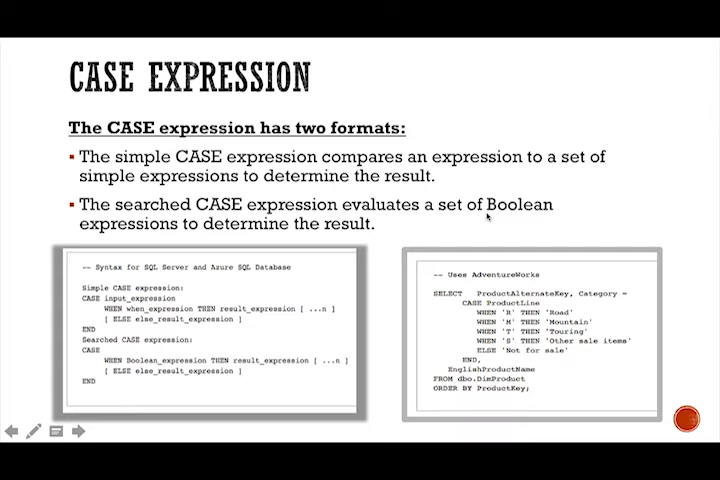 CASE EXPRESSION
The CASE expression has two formats:
▪ The simple CASE expression compares an expression to a set of
simple expressions to determine the result.
▪ The searched CASE expression evaluates a set of Boolean
expressions to determine the result.
-- Syntax for SQL Server and Azure SQL Database
Simple CASE expression:
CASE input_expression
WHEN when_expression THEN result_expression [ ...n ]
[ ELSE else_result_expression ]
END
Searched CASE expression:
CASE
WHEN Boolean_expression THEN result_expression [ ...n ]
[ ELSE else_result_expression ]
END
-- Uses AdventureWorks
SELECT ProductAlternateKey, Category =
CASE ProductLine
WHEN 'R' THEN 'Road'
WHEN 'M' THEN 'Mountain'
WHEN 'T' THEN 'Touring'
WHEN 'S' THEN 'Other sale items'
ELSE 'Not for sale'
END,
EnglishProductName
FROM dbo.DimProduct
ORDER BY ProductKey;